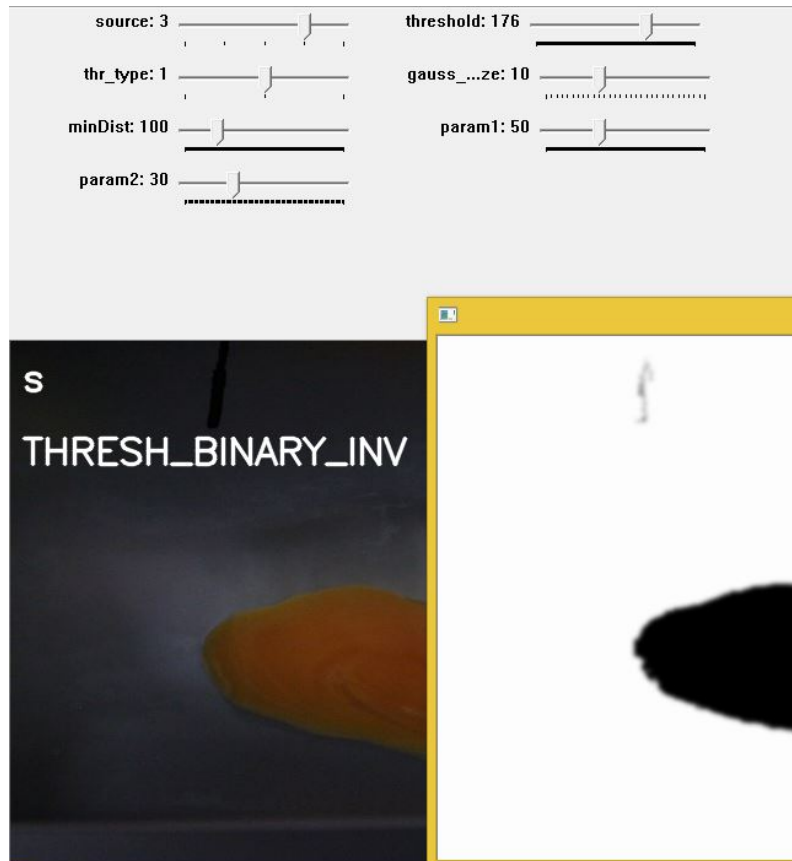 source: 3
threshold: 176
thr_type: 1
gauss_...ze: 10
minDist: 100
param1: 50
param2: 30
s
THRESH_BINARY_INV